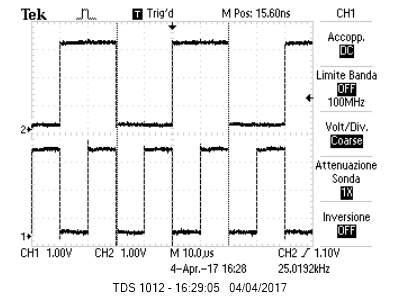 Tek Trig'd M Pos: 15.60ns CH1
Accopp.
DC
Limite Banda
OFF
100MHz
Volt/Div.
Coarse
Attenuazione
Sonda
1X
Inversione
OFF
2
1
CH1 1.00V CH2 1.00V M 10.0µs CH2 1.10V
4-Apr.-17 16:28 25.0132kHz
TDS 1012 - 16:29:05 04/04/2017